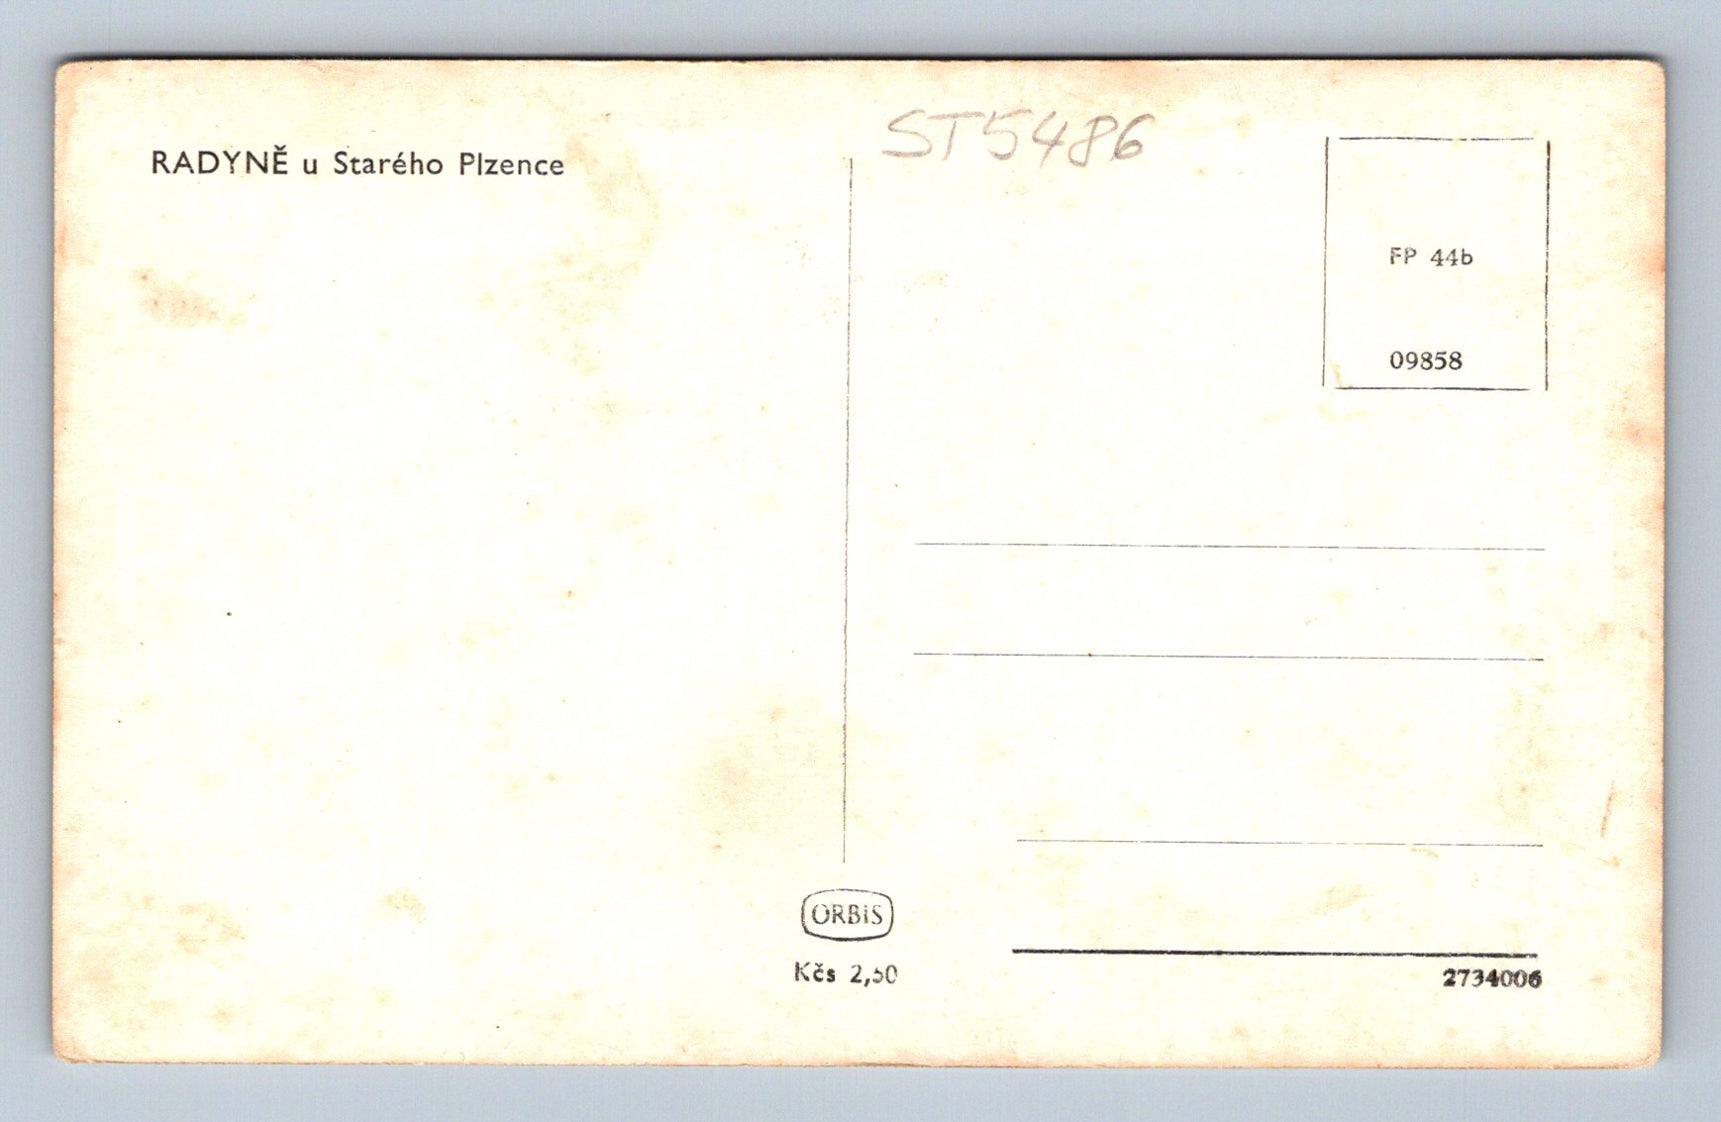 RADYNĚ u Starého Plzence
ST5486
FP 44b
09858
ORBIS
Kčs 2,50
2734006